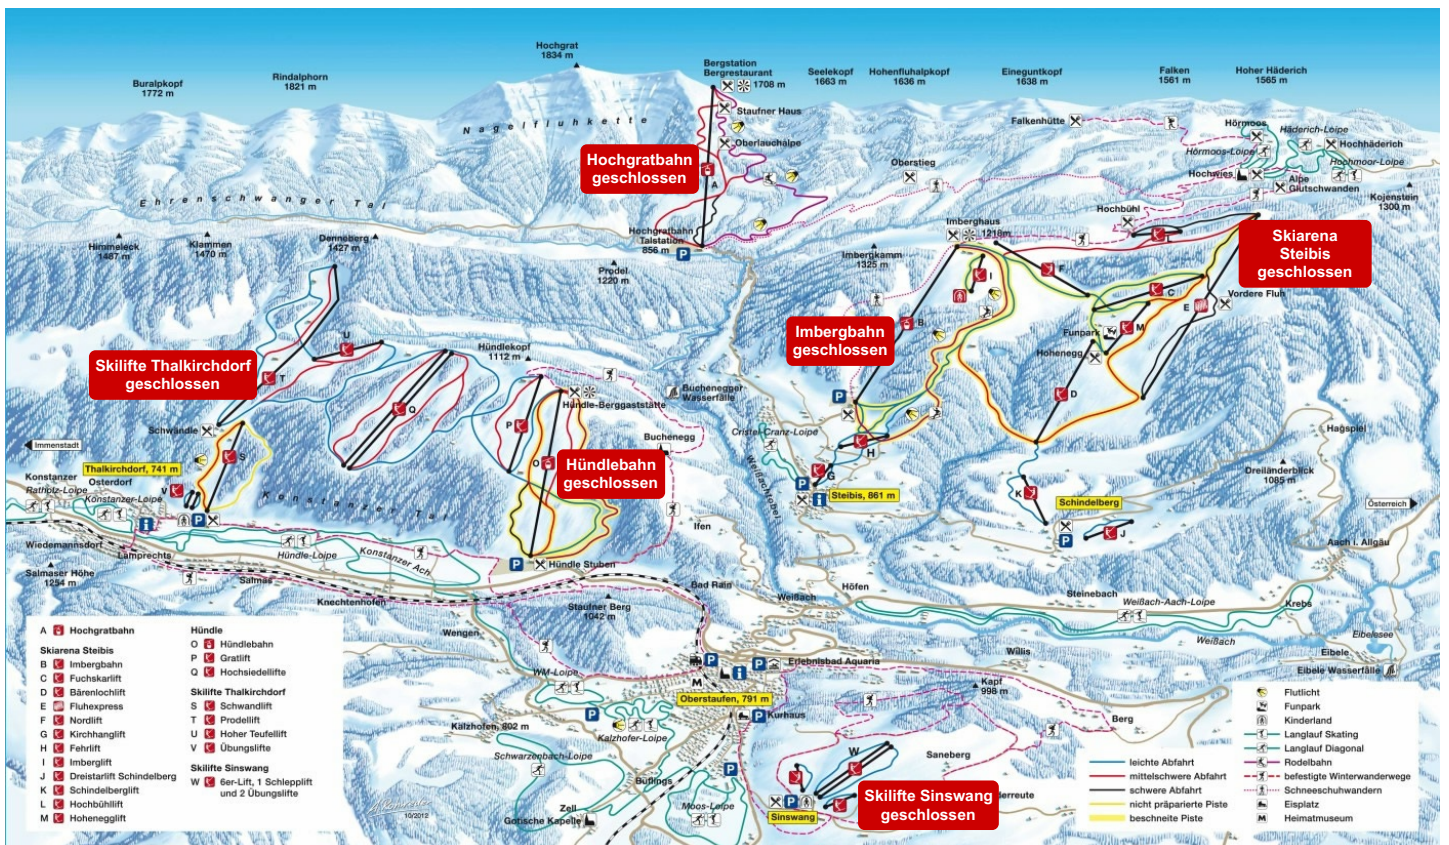 Hochgrat
1834 m
Buralpkopf
1772 m
Rindalphorn
1821 m
Bergstation
Bergrestaurant
1708 m
Seelekopf
1663 m
Hohenfluhalpkopf
1636 m
Eineguntkopf
1638 m
Falken
1561 m
Hoher Häderich
1565 m
Nagelfluhkette
Staufner Haus
Oberlauchalpe
Falkenhütte
Hörmoos
Häderich-Loipe
Hörmoos-Loipe
Hochhäderich
Hochmoor-Loipe
Hochwies
Alpe
Glutschwanden
Kojenstein
1300 m
Hochgratbahn
geschlossen
A
Oberstieg
Ehrenschwanger Tal
Hochbühl
Himmeleck
1487 m
Klammen
1470 m
Denneberg
1427 m
Hochgratbahn
Talstation
856 m
P
Prodel
1220 m
Imberghaus
1218m
Imbergkamm
1325 m
Skiarena
Steibis
geschlossen
L
F
I
C
E
Vordere Fluh
B
M
Funpark
Hohenegg
Imbergbahn
geschlossen
U
T
Skilifte Thalkirchdorf
geschlossen
Hündlekopf
1112 m
Buchenegger
Wasserfälle
Hündle-Berggaststätte
Q
P
D
P
Schwändle
S
Immenstadt
Buchenegg
Cristel-Cranz-Loipe
H
Hagspiel
Thalkirchdorf, 741 m
Konstanzer
Ratholz-Loipe
Osterdorf
Konstanzer-Loipe
V
P
Konstanzer Tal
O
Hündlebahn
geschlossen
Weißachtobel
G
P
Steibis, 861 m
Dreiländerblick
1085 m
K
Schindelberg
P
J
Österreich
Aach i. Allgäu
Ifen
Wiedemannsdorf
Lamprechts
Hündle-Loipe
Konstanzer Ach
P
Hündle Stuben
Salmaser Höhe
1254 m
Salmas
Knechtenhofen
Bad Rain
Weißach
Höfen
Steinebach
Weißach-Aach-Loipe
Krebs
Staufner Berg
1042 m
Wengen
Weißach
Eibelesee
Eibele
Eibele Wasserfälle
Willis
WM-Loipe
P
P
Erlebnisbad Aquaria
M
Oberstaufen, 791 m
P
Kurhaus
Kapf
998 m
Berg
P
Kalzhofen, 802 m
Kalzhofer-Loipe
Schwarzenbach-Loipe
Büflings
P
Moos-Loipe
Zell
Gotische Kapelle
Saneberg
W
P
Sinswang
Skilifte Sinswang
geschlossen
A Hochgratbahn
Skiarena Steibis
B Imbergbahn
C Fuchskarlift
D Bärenlochlift
E Fluhexpress
F Nordlift
G Kirchhanglift
H Fehrlift
I Imberglift
J Dreistarlift Schindelberg
K Schindelberglift
L Hochbühllift
M Hohenegglift
Hündle
O Hündlebahn
P Gratlift
Q Hochsiedellifte
Skilifte Thalkirchdorf
S Schwandlift
T Prodellift
U Hoher Teufellift
V Übungslifte
Skilifte Sinswang
W 6er-Lift, 1 Schlepplift
und 2 Übungslifte
10/2012
leichte Abfahrt
mittelschwere Abfahrt
schwere Abfahrt
nicht präparierte Piste
beschneite Piste
Flutlicht
Funpark
Kinderland
Langlauf Skating
Langlauf Diagonal
Rodelbahn
befestigte Winterwanderwege
Schneeschuhwandern
Eisplatz
M Heimatmuseum